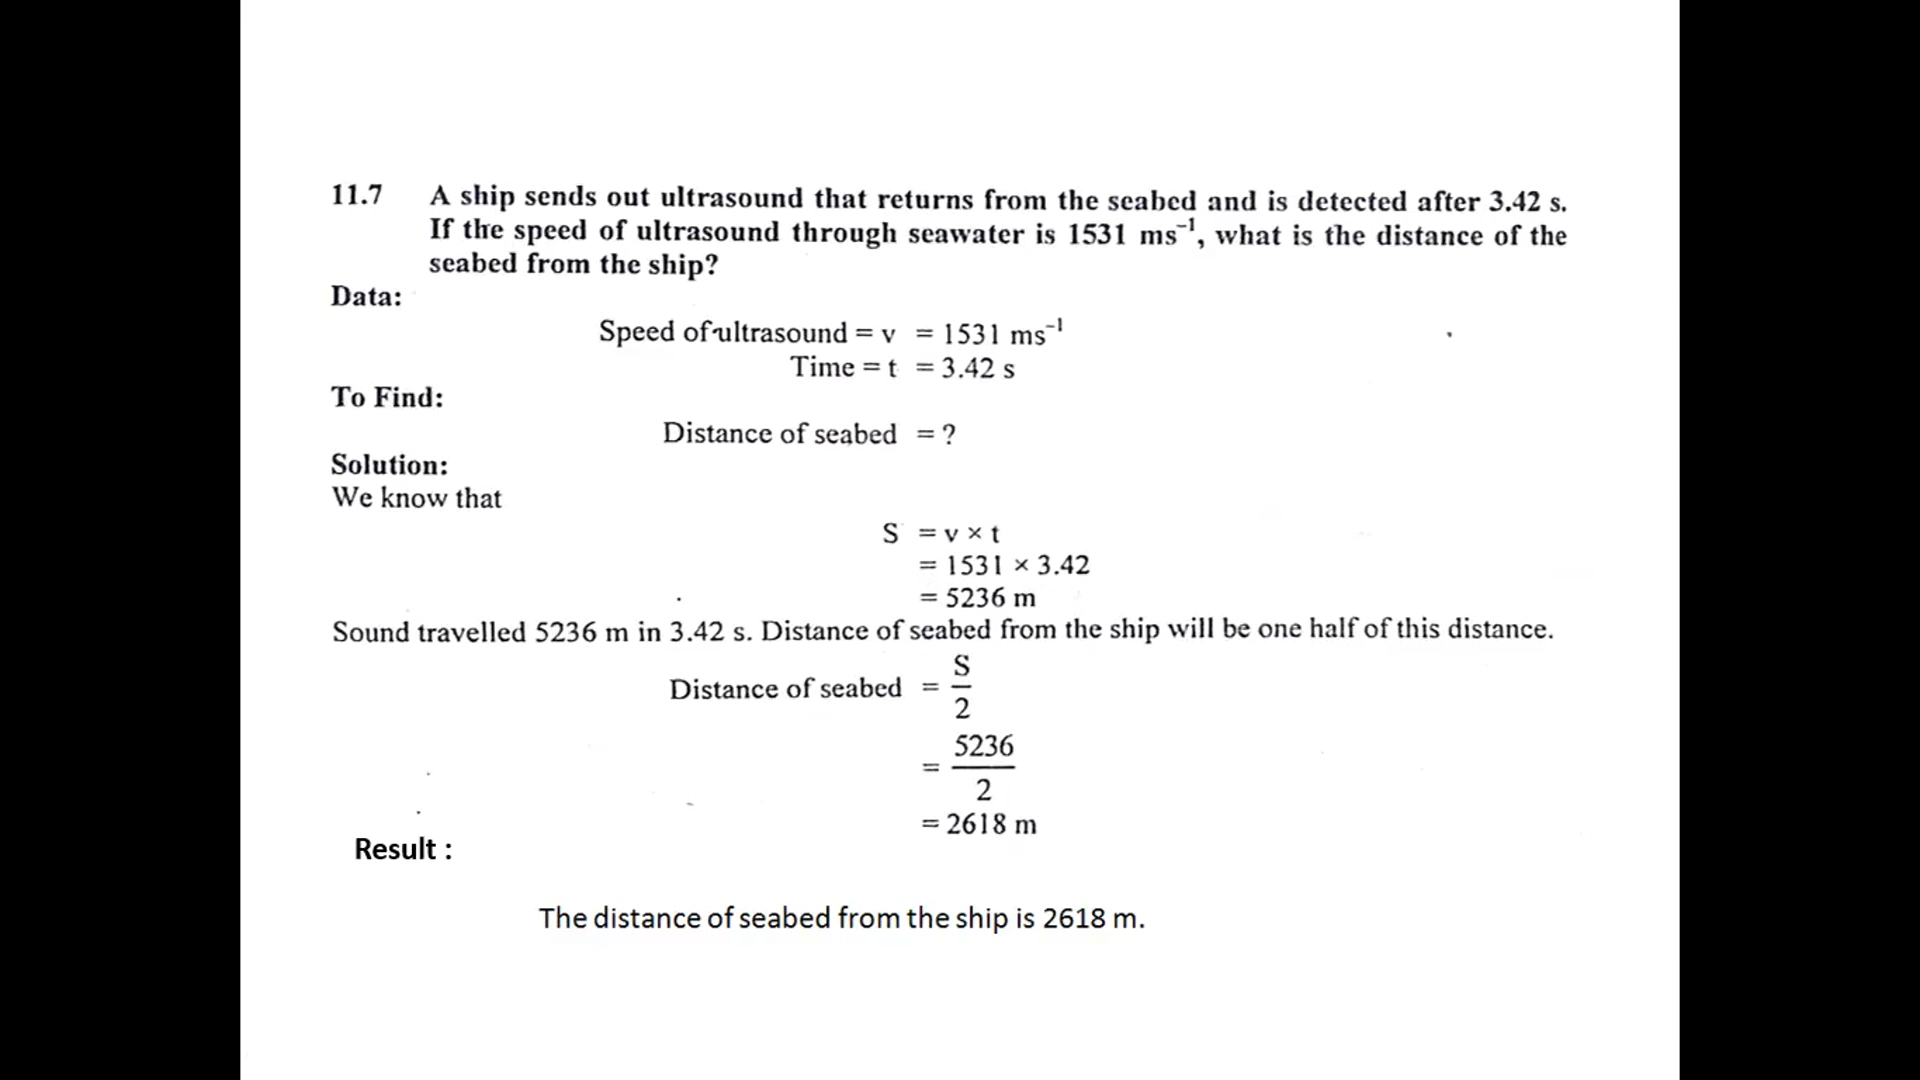 11.7 A ship sends out ultrasound that returns from the seabed and is detected after 3.42 s.
If the speed of ultrasound through seawater is 1531 ms⁻¹, what is the distance of the
seabed from the ship?
Data:
Speed of ultrasound = v = 1531 ms⁻¹
Time = t = 3.42 s
To Find:
Distance of seabed = ?
Solution:
We know that
S = v × t
= 1531 × 3.42
= 5236 m
Sound travelled 5236 m in 3.42 s. Distance of seabed from the ship will be one half of this distance.
Distance of seabed = S/2
= 5236/2
= 2618 m
Result :
The distance of seabed from the ship is 2618 m.